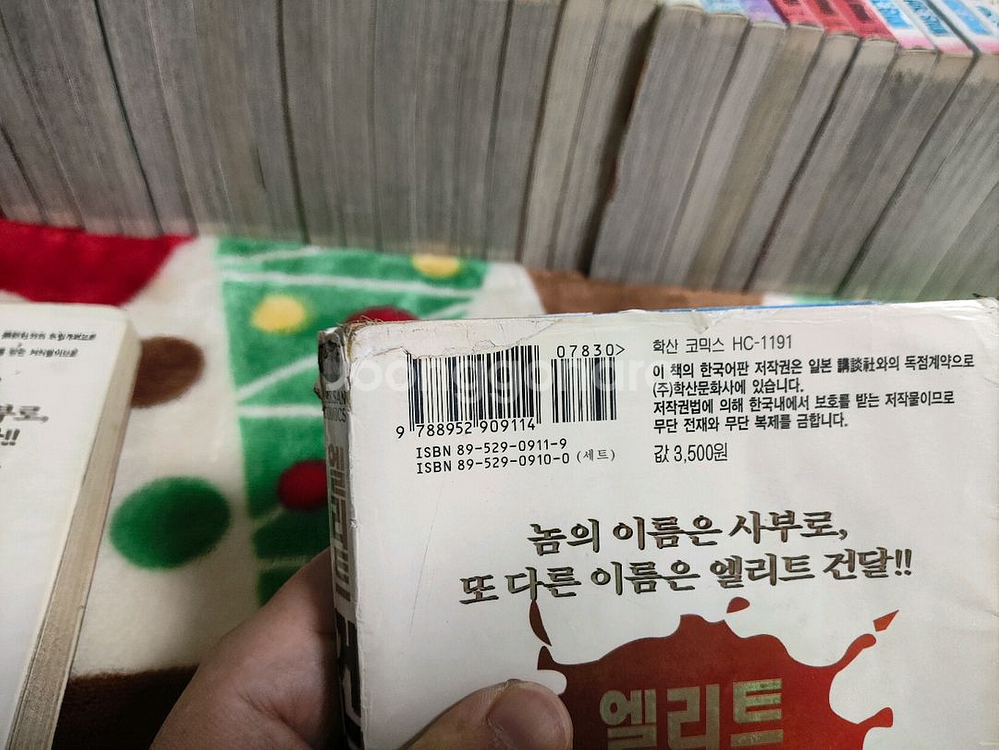 07830>
9 788952 909114
ISBN 89-529-0911-9
ISBN 89-529-0910-0 (세트)
학산 코믹스 HC-1191
이 책의 한국어판 저작권은 일본 講談社와의 독점계약으로
(주)학산문화사에 있습니다.
저작권법에 의해 한국내에서 보호를 받는 저작물이므로
무단 전재와 무단 복제를 금합니다.
값 3,500원
놈의 이름은 사부로,
또 다른 이름은 엘리트 건달!!
엘리트